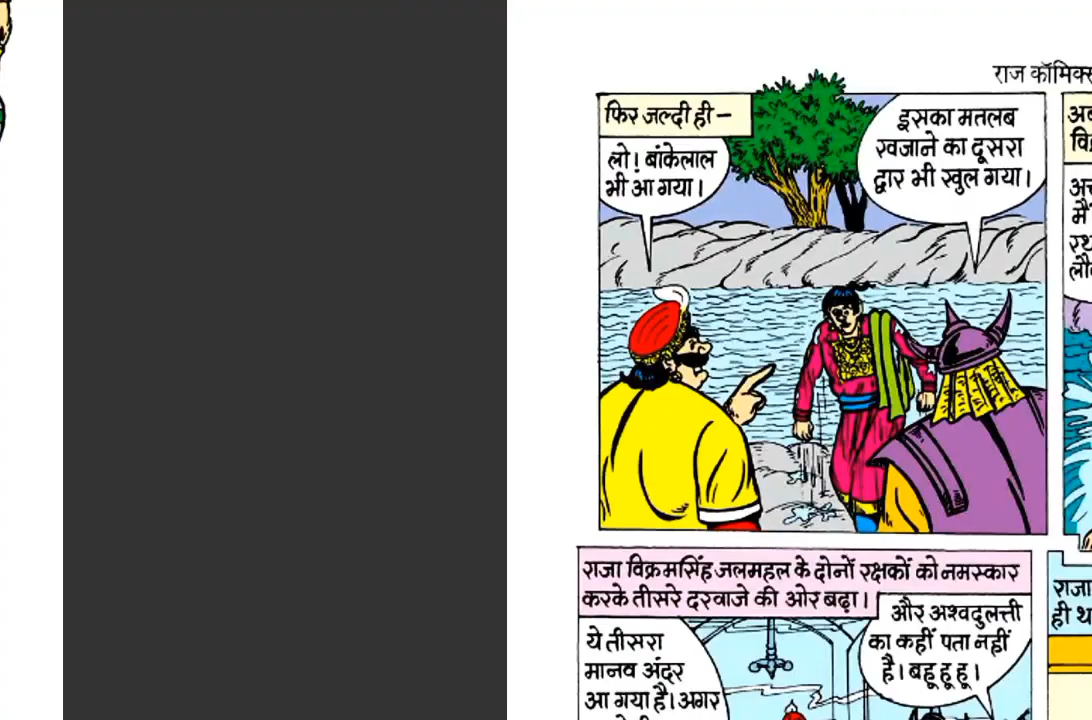 राज कॉमिक्स
फिर जल्दी ही–
लो! बांकेलाल
भी आ गया।
इसका मतलब
खजाने का दूसरा
द्वार भी खुल गया।
राजा विक्रमसिंह जलमहल के दोनों रक्षकों को नमस्कार
करके तीसरे दरवाजे की ओर बढ़ा।
ये तीसरा
मानव अंदर
आ गया है। अगर
और अश्वदुलत्ती
का कहीं पता नहीं
है। बहू हू हू।
राजा
ही थ